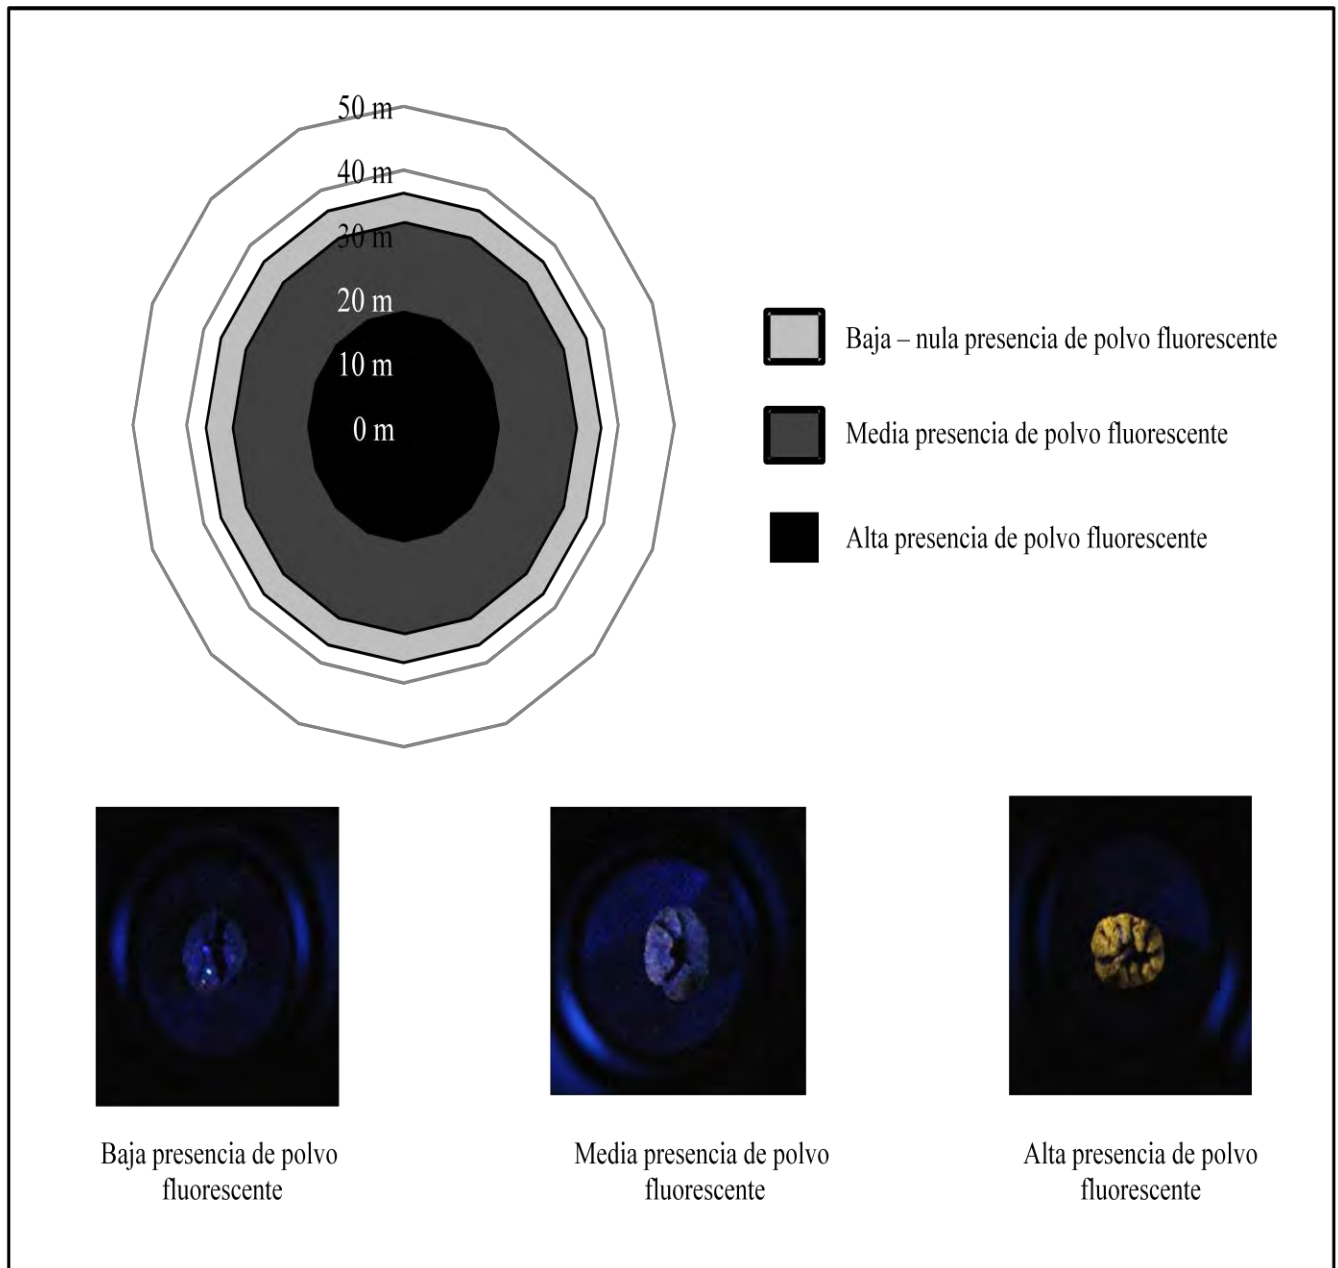 50 m
40 m
30 m
20 m
10 m
0 m
Baja – nula presencia de polvo fluorescente
Media presencia de polvo fluorescente
Alta presencia de polvo fluorescente
Baja presencia de polvo
fluorescente
Media presencia de polvo
fluorescente
Alta presencia de polvo
fluorescente